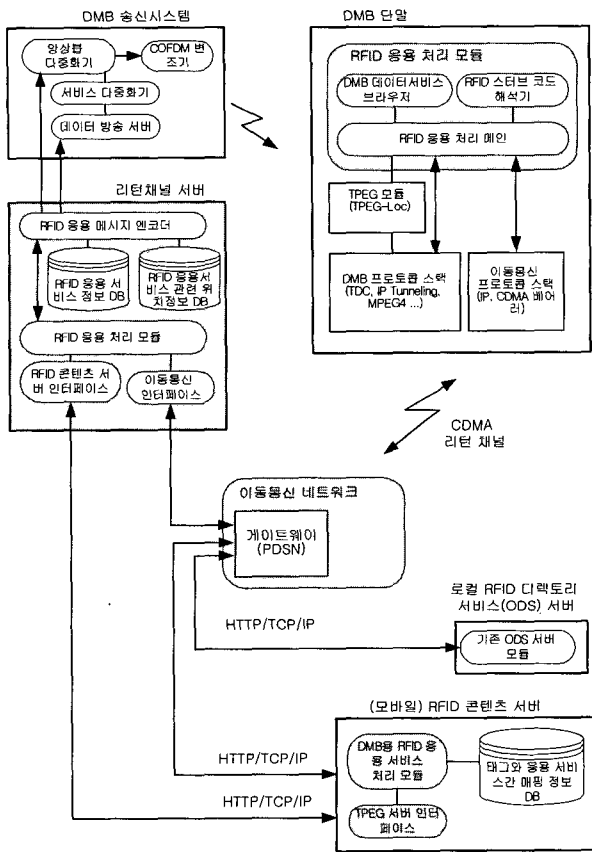 DMB 송신시스템
앙상블
다중화기
COFDM 변
조기
서비스 다중화기
데이터 방송 서버
DMB 단말
RFID 응용 처리 모듈
DMB 데이터서비스
브라우저
RFID 스터브 코드
해석기
RFID 응용 처리 메인
TPEG 모듈
(TPEG-Loc)
DMB 프로토콜 스택
(TDC, IP Tunneling,
MPEG4 ...)
이동통신
프로토콜 스택
(IP, CDMA 베어
러)
리턴채널 서버
RFID 응용 메시지 엔코더
RFID 응용 서
비스 정보 DB
RFID 응용서비
스 관련 위
치정보 DB
RFID 응용 처리 모듈
RFID 콘텐츠 서
버 인터페이스
이동통신
인터페이스
CDMA
리턴 채널
이동통신 네트워크
게이트웨이
(PDSN)
HTTP/TCP/IP
로컬 RFID 디렉토리
서비스(ODS) 서버
기존 ODS 서버
모듈
(모바일) RFID 콘텐츠 서버
HTTP/TCP/IP
DMB용 RFID 응
용 서비스
처리 모듈
태그와 응용 서비
스간 매핑 정보
DB
HTTP/TCP/IP
TPEG 서버 인터
페이스